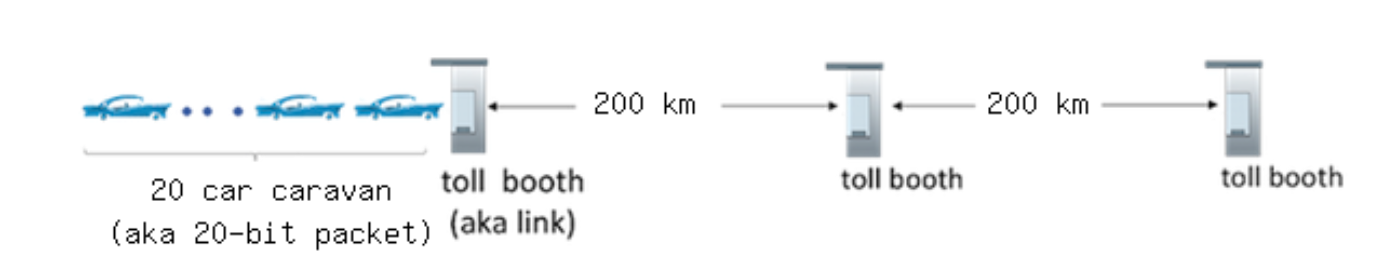 200 km
200 km
20 car caravan
(aka 20-bit packet)
toll booth
(aka link)
toll booth
toll booth